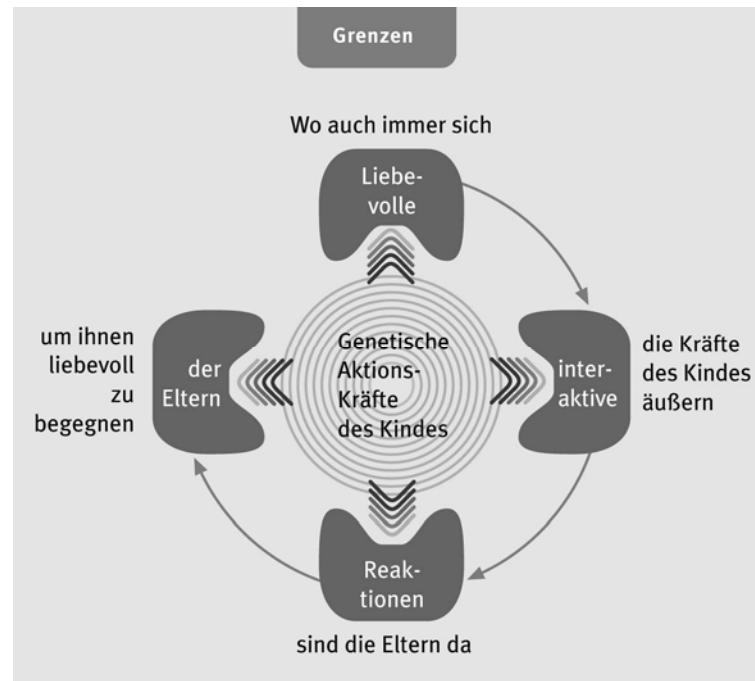 Grenzen
Wo auch immer sich
Liebe-
volle
die Kräfte
des Kindes
äußern
inter-
aktive
Reak-
tionen
sind die Eltern da
um ihnen
liebevoll
zu
begegnen
der
Eltern
Genetische
Aktions-
Kräfte
des Kindes